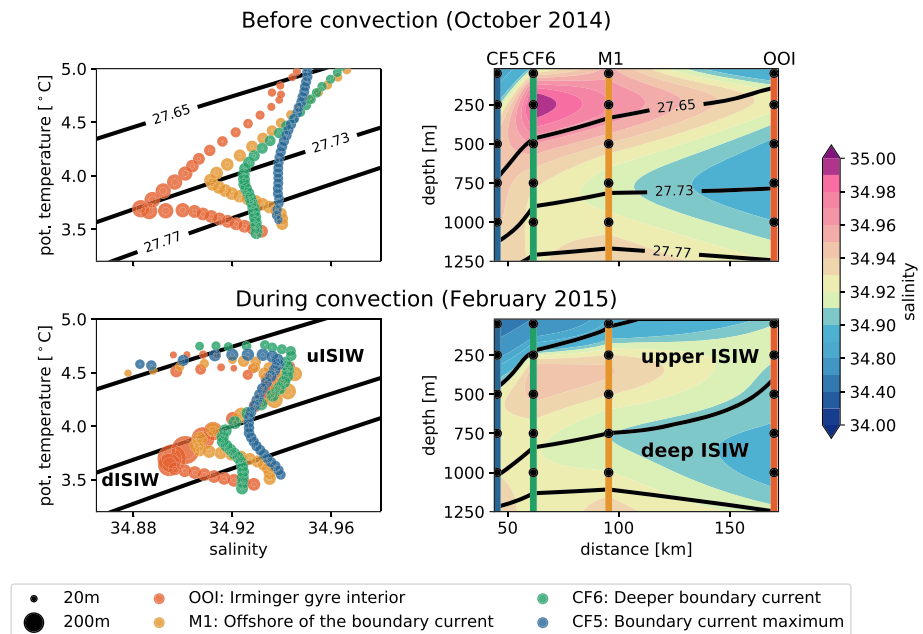 Before convection (October 2014)
5.0
4.5
4.0
3.5
pot. temperature [°C]
27.65
27.73
27.77
CF5 CF6 M1 OOI
250
500
750
1000
1250
depth [m]
27.65
27.73
27.77
During convection (February 2015)
5.0
4.5
4.0
3.5
pot. temperature [°C]
uISIW
dISIW
34.88 34.92 34.96
salinity
250
500
750
1000
1250
depth [m]
upper ISIW
deep ISIW
50 100 150
distance [km]
35.00
34.98
34.96
34.94
34.92
34.90
34.80
34.40
34.00
salinity
20m
200m
OOI: Irminger gyre interior
M1: Offshore of the boundary current
CF6: Deeper boundary current
CF5: Boundary current maximum